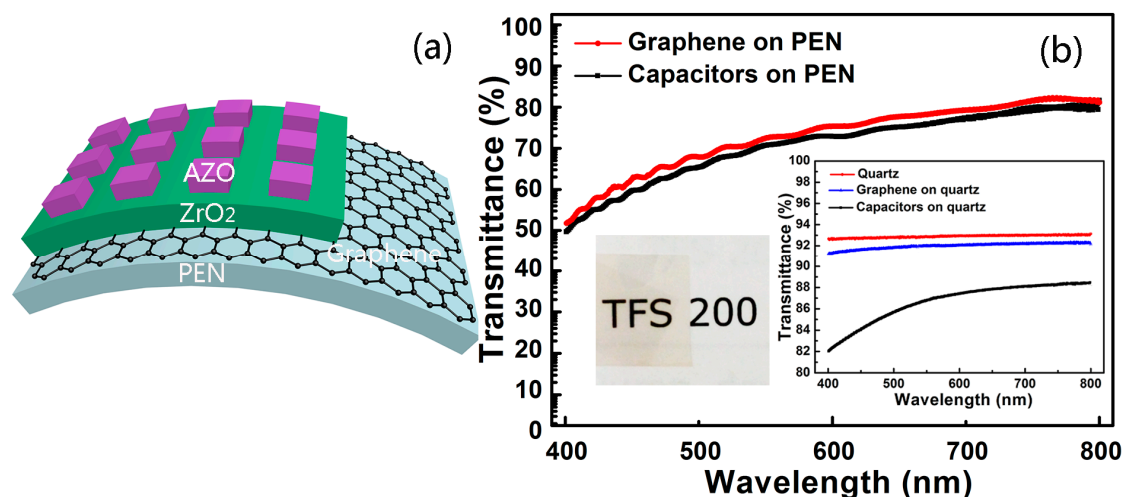 (a)
AZO
ZrO2
Graphene
PEN
(b)
Graphene on PEN
Capacitors on PEN
Transmittance (%)
100
90
80
70
60
50
40
30
20
10
0
400
500
600
700
800
Wavelength (nm)
TFS 200
Quartz
Graphene on quartz
Capacitors on quartz
Transmittance (%)
100
98
96
94
92
90
88
86
84
82
80
400
500
600
700
800
Wavelength (nm)